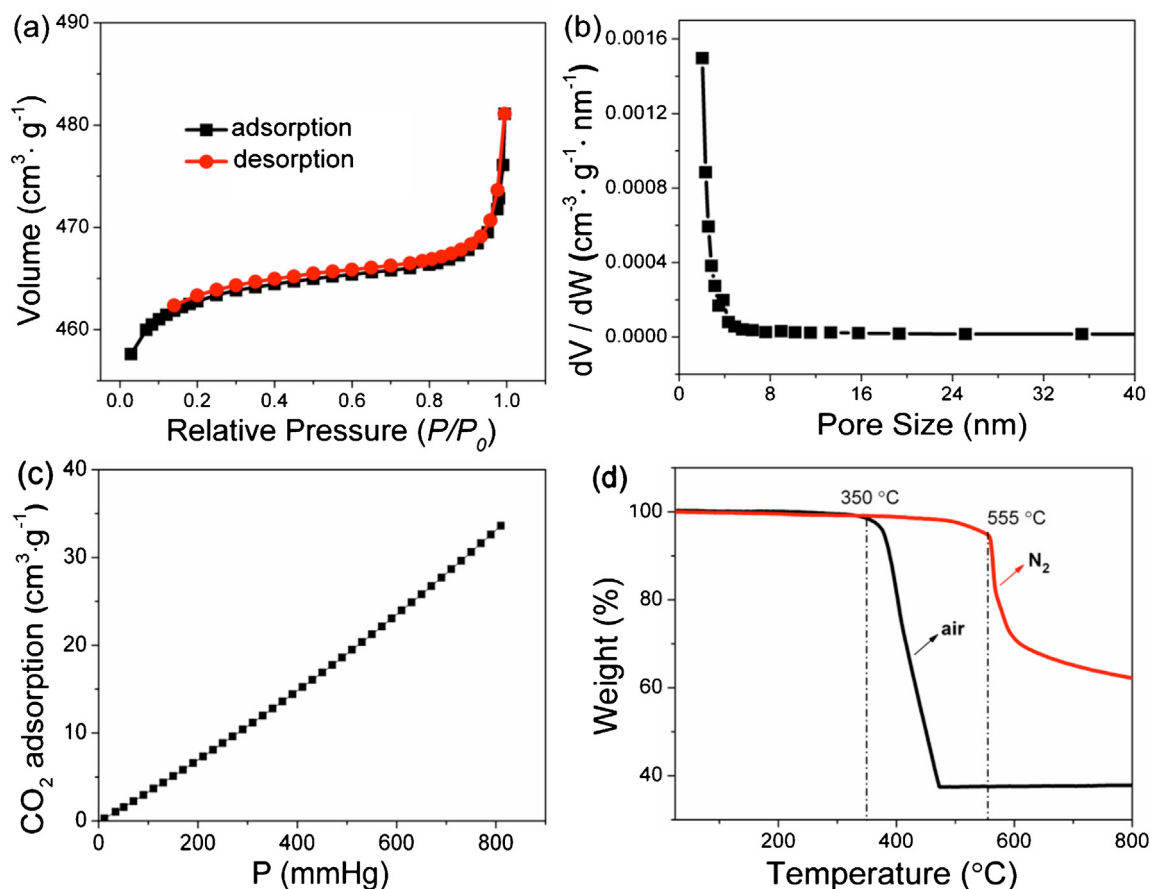 (a)
Volume (cm³· g⁻¹)
490
480
470
460
adsorption
desorption
0.0 0.2 0.4 0.6 0.8 1.0
Relative Pressure (P/P₀)
(b)
dV / dW (cm⁻³· g⁻¹· nm⁻¹)
0.0016
0.0012
0.0008
0.0004
0.0000
0 8 16 24 32 40
Pore Size (nm)
(c)
CO₂ adsorption (cm³·g⁻¹)
40
30
20
10
0
0 200 400 600 800
P (mmHg)
(d)
Weight (%)
100
80
60
40
350 °C
555 °C
N₂
air
200 400 600 800
Temperature (°C)